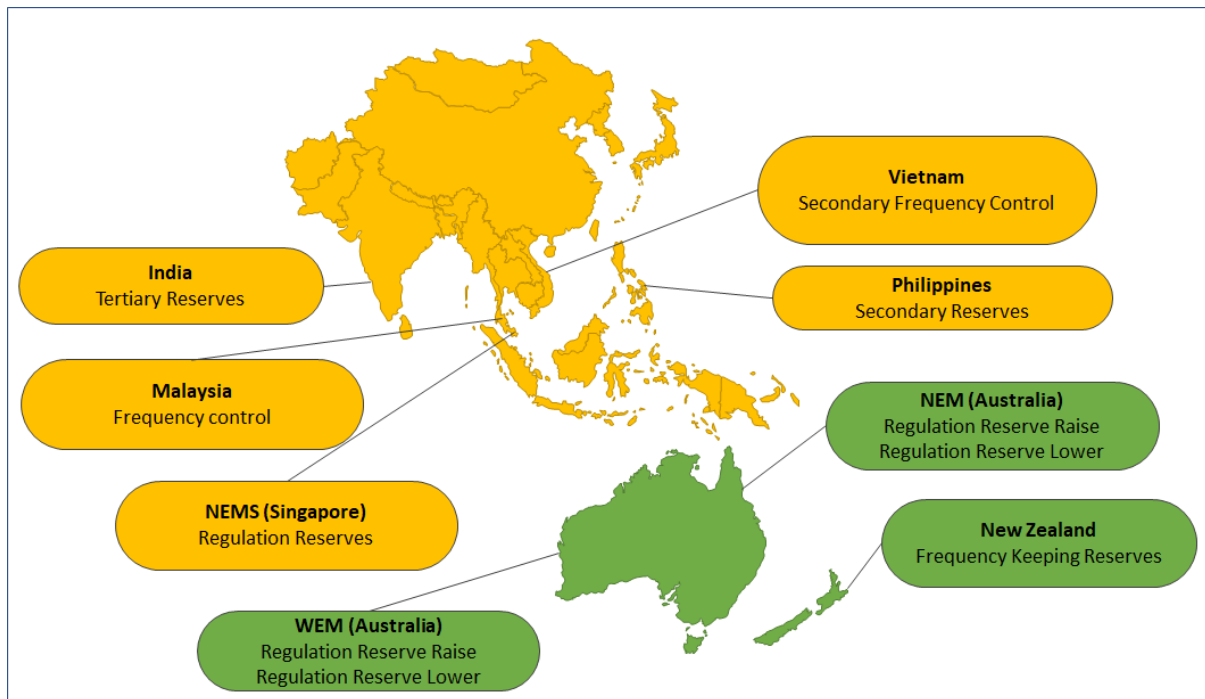 Vietnam
Secondary Frequency Control
India
Tertiary Reserves
Philippines
Secondary Reserves
Malaysia
Frequency control
NEM (Australia)
Regulation Reserve Raise
Regulation Reserve Lower
NEMS (Singapore)
Regulation Reserves
New Zealand
Frequency Keeping Reserves
WEM (Australia)
Regulation Reserve Raise
Regulation Reserve Lower